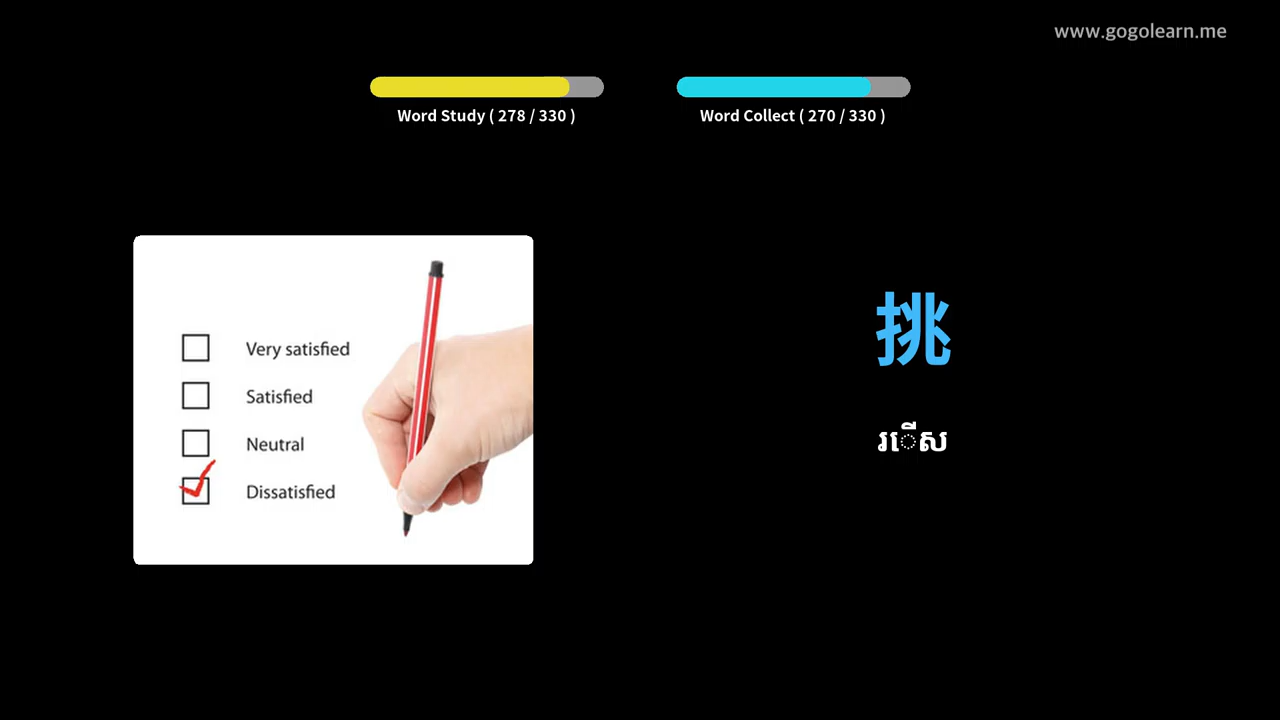 www.gogolearn.me
Word Study ( 278 / 330 )
Word Collect ( 270 / 330 )
Very satisfied
Satisfied
Neutral
Dissatisfied
挑
រើស